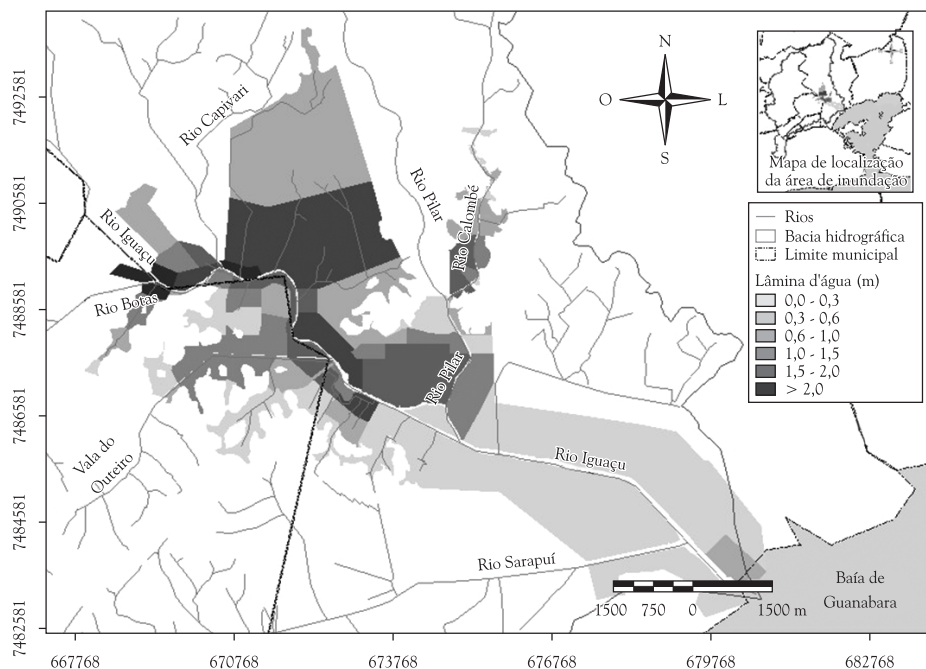 N
O
L
S
Mapa de localização
da área de inundação
Rios
Bacia hidrográfica
Limite municipal
Lâmina d'água (m)
0,0 - 0,3
0,3 - 0,6
0,6 - 1,0
1,0 - 1,5
1,5 - 2,0
> 2,0
Rio Capivari
Rio Pilar
Rio Calombé
Rio Iguaçu
Rio Botas
Rio Pilar
Vala do
Outeiro
Rio Iguaçu
Rio Sarapuí
Baía de
Guanabara
1500
750
0
1500 m
7492581
7490581
7488581
7486581
7484581
7482581
667768
670768
673768
676768
679768
682768